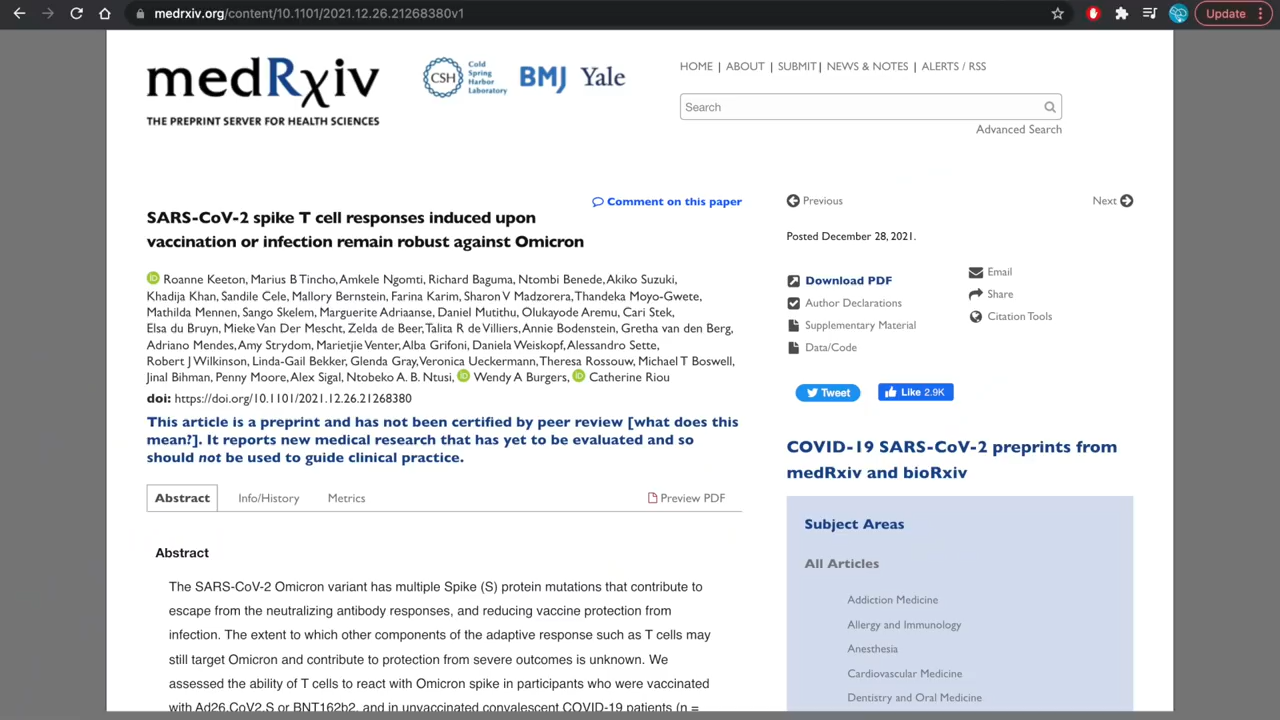 medrxiv.org/content/10.1101/2021.12.26.21268380v1
Update
medRxiv
THE PREPRINT SERVER FOR HEALTH SCIENCES
CSH Cold Spring Harbor Laboratory
BMJ Yale
HOME | ABOUT | SUBMIT | NEWS & NOTES | ALERTS / RSS
Search
Advanced Search
Comment on this paper
SARS-CoV-2 spike T cell responses induced upon
vaccination or infection remain robust against Omicron
iD Roanne Keeton, Marius B Tincho, Amkele Ngomti, Richard Baguma, Ntombi Benede, Akiko Suzuki,
Khadija Khan, Sandile Cele, Mallory Bernstein, Farina Karim, Sharon V Madzorera, Thandeka Moyo-Gwete,
Mathilda Mennen, Sango Skelem, Marguerite Adriaanse, Daniel Mutithu, Olukayode Aremu, Cari Stek,
Elsa du Bruyn, Mieke Van Der Mescht, Zelda de Beer, Talita R de Villiers, Annie Bodenstein, Gretha van den Berg,
Adriano Mendes, Amy Strydom, Marietjie Venter, Alba Grifoni, Daniela Weiskopf, Alessandro Sette,
Robert J Wilkinson, Linda-Gail Bekker, Glenda Gray, Veronica Ueckermann, Theresa Rossouw, Michael T Boswell,
Jinal Bihman, Penny Moore, Alex Sigal, Ntobeko A. B. Ntusi, iD Wendy A Burgers, iD Catherine Riou
doi: https://doi.org/10.1101/2021.12.26.21268380
This article is a preprint and has not been certified by peer review [what does this
mean?]. It reports new medical research that has yet to be evaluated and so
should not be used to guide clinical practice.
Abstract Info/History Metrics Preview PDF
Abstract
The SARS-CoV-2 Omicron variant has multiple Spike (S) protein mutations that contribute to
escape from the neutralizing antibody responses, and reducing vaccine protection from
infection. The extent to which other components of the adaptive response such as T cells may
still target Omicron and contribute to protection from severe outcomes is unknown. We
assessed the ability of T cells to react with Omicron spike in participants who were vaccinated
with Ad26.CoV2.S or BNT162b2, and in unvaccinated convalescent COVID-19 patients (n =
Previous
Next
Posted December 28, 2021.
Download PDF
Author Declarations
Supplementary Material
Data/Code
Email
Share
Citation Tools
Tweet
Like 2.9K
COVID-19 SARS-CoV-2 preprints from
medRxiv and bioRxiv
Subject Areas
All Articles
Addiction Medicine
Allergy and Immunology
Anesthesia
Cardiovascular Medicine
Dentistry and Oral Medicine